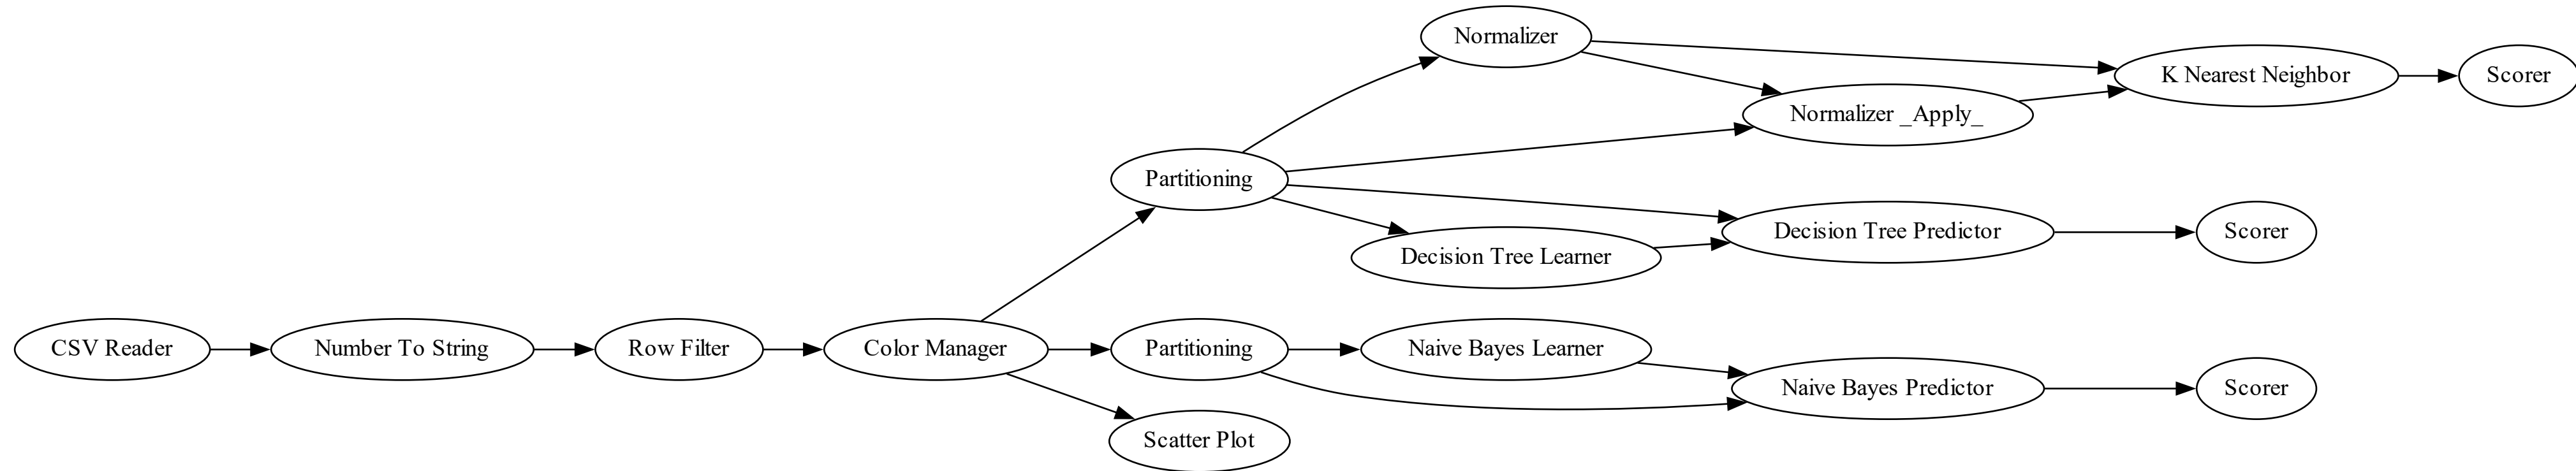 Normalizer
K Nearest Neighbor
Scorer
Normalizer _Apply_
Partitioning
Decision Tree Predictor
Scorer
Decision Tree Learner
CSV Reader
Number To String
Row Filter
Color Manager
Partitioning
Naive Bayes Learner
Naive Bayes Predictor
Scorer
Scatter Plot